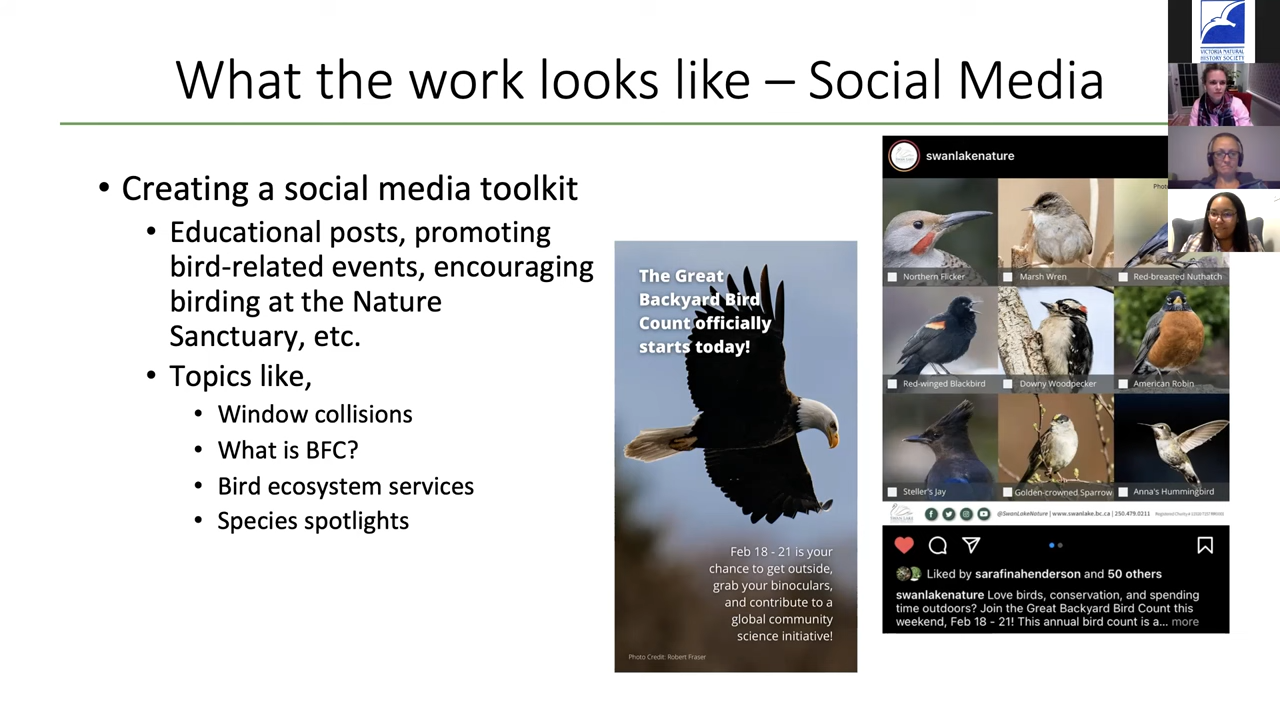 What the work looks like – Social Media
VICTORIA NATURAL
HISTORY SOCIETY
• Creating a social media toolkit
• Educational posts, promoting
bird-related events, encouraging
birding at the Nature
Sanctuary, etc.
• Topics like,
• Window collisions
• What is BFC?
• Bird ecosystem services
• Species spotlights
The Great
Backyard Bird
Count officially
starts today!
Feb 18 - 21 is your
chance to get outside,
grab your binoculars,
and contribute to a
global community
science initiative!
Photo Credit: Robert Fraser
swanlakenature
Northern Flicker
Marsh Wren
Red-breasted Nuthatch
Red-winged Blackbird
Downy Woodpecker
American Robin
Steller's Jay
Golden-crowned Sparrow
Anna's Hummingbird
@SwanLakeNature | www.swanlake.bc.ca | 250.479.0211
Liked by sarafinahenderson and 50 others
swanlakenature Love birds, conservation, and spending
time outdoors? Join the Great Backyard Bird Count this
weekend, Feb 18 - 21! This annual bird count is a... more